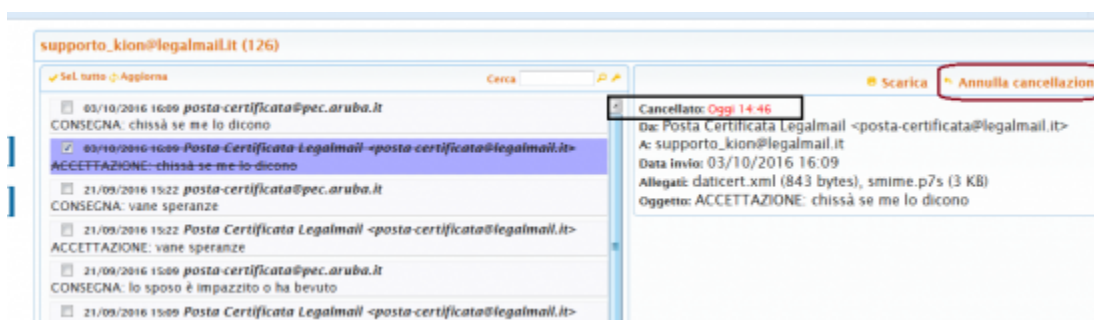 supporto_kion@legalmail.it (126)
Sel. tutto Aggiorna Cerca
03/10/2016 16:09 posta-certificata@pec.aruba.it
CONSEGNA: chissà se me lo dicono
03/10/2016 16:09 Posta Certificata Legalmail <posta-certificata@legalmail.it>
ACCETTAZIONE: chissà se me lo dicono
21/09/2016 15:22 posta-certificata@pec.aruba.it
CONSEGNA: vane speranze
21/09/2016 15:22 Posta Certificata Legalmail <posta-certificata@legalmail.it>
ACCETTAZIONE: vane speranze
21/09/2016 15:09 posta-certificata@pec.aruba.it
CONSEGNA: lo sposo è impazzito o ha bevuto
21/09/2016 15:09 Posta Certificata Legalmail <posta-certificata@legalmail.it>
Scarica Annulla cancellazion
Cancellato: Oggi 14:46
Da: Posta Certificata Legalmail <posta-certificata@legalmail.it>
A: supporto_kion@legalmail.it
Data invio: 03/10/2016 16:09
Allegati: daticert.xml (843 bytes), smime.p7s (3 KB)
Oggetto: ACCETTAZIONE: chissà se me lo dicono